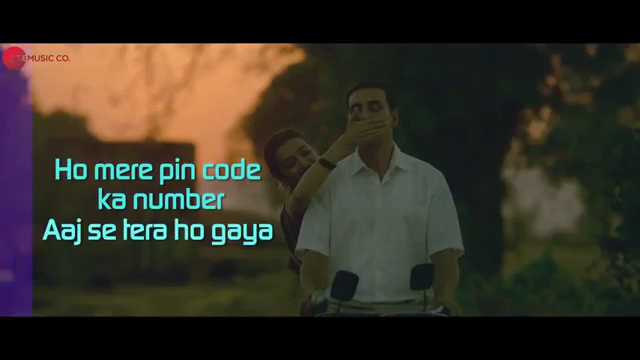 MUSIC CO.
Ho mere pin code
ka number
Aaj se tera ho gaya